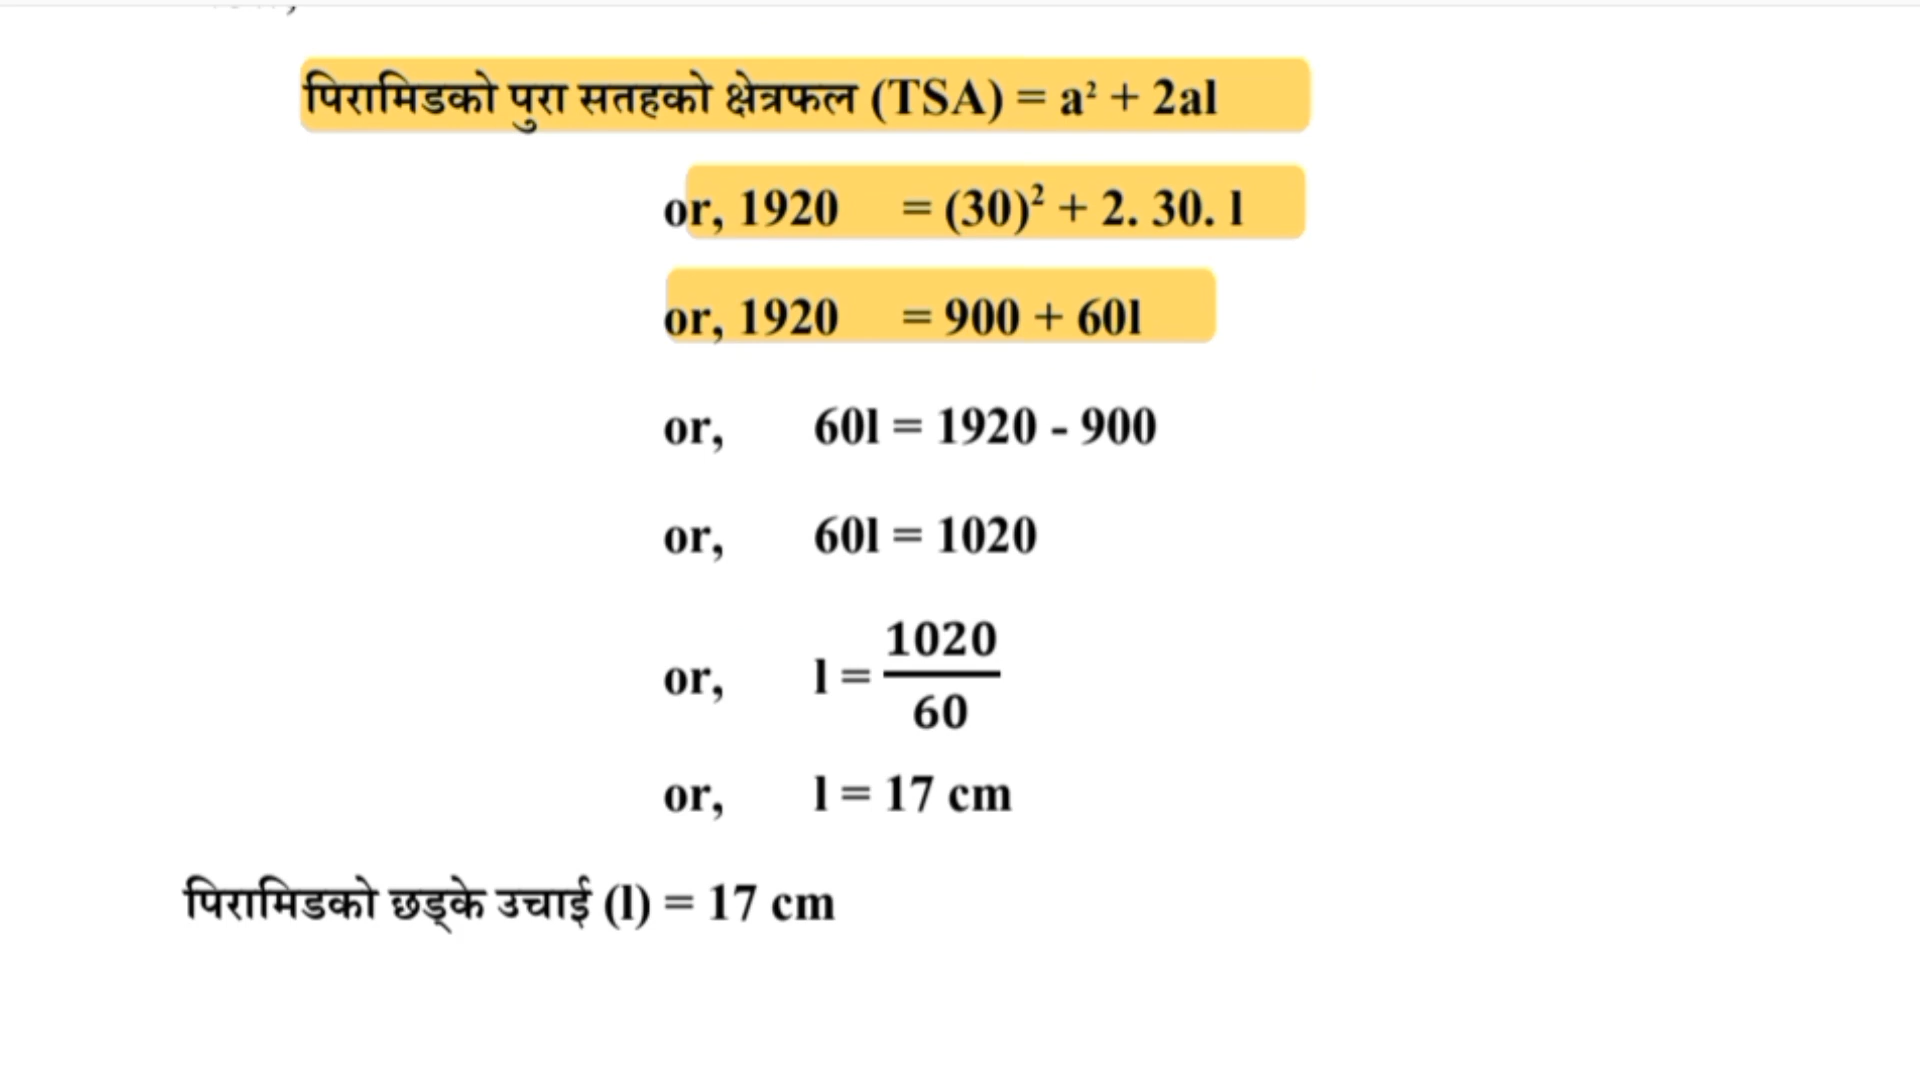 पिरामिडको पुरा सतहको क्षेत्रफल (TSA) = a² + 2al
or, 1920 = (30)² + 2. 30. l
or, 1920 = 900 + 60l
or, 60l = 1920 - 900
or, 60l = 1020
or, l = 1020/60
or, l = 17 cm
पिरामिडको छड्के उचाई (l) = 17 cm